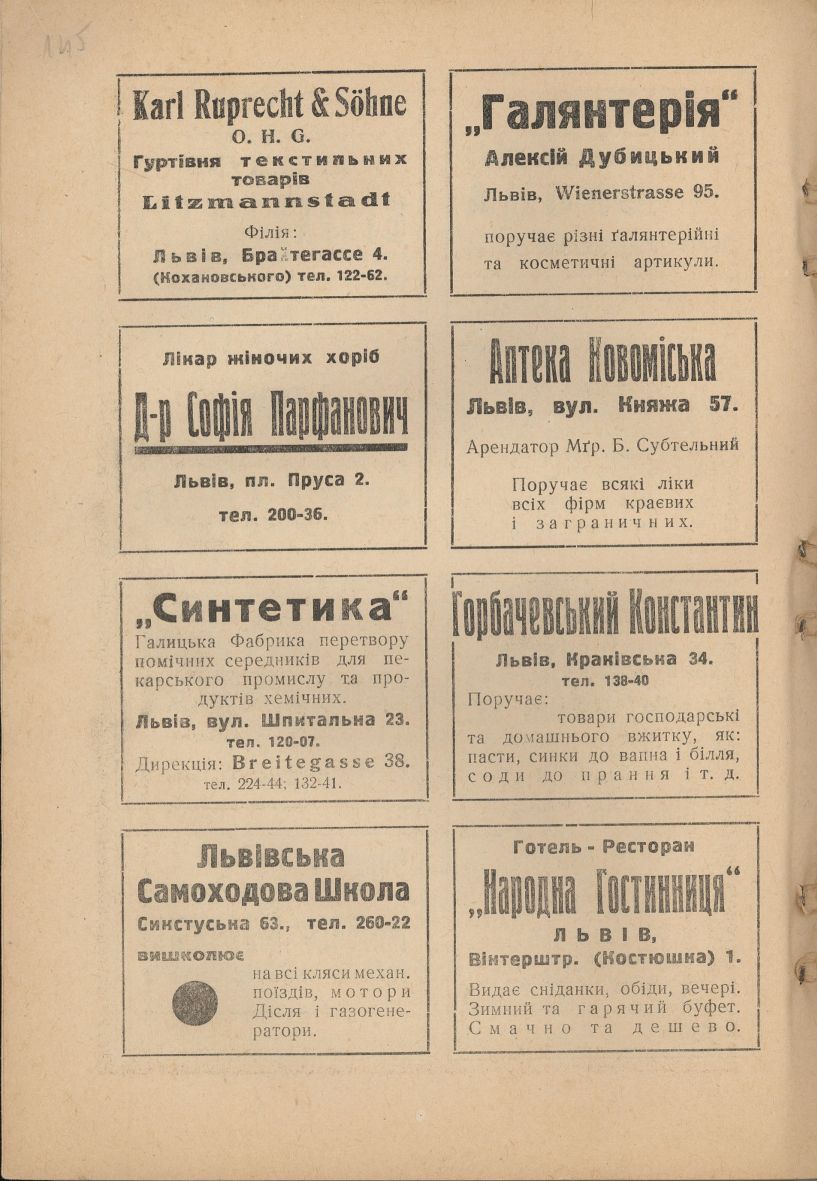 145
Karl Ruprecht & Söhne
O. H. G.
Гуртівня текстильних
товарів
Litzmannstadt
Філія:
Львів, Брайтегассе 4.
(Кохановського) тел. 122-62.
„Галянтерія“
Алексій Дубицький
Львів, Wienerstrasse 95.
поручає різні ґалянтерійні
та косметичні артикули.
Лікар жіночих хоріб
Д-р Софія Парфанович
Львів, пл. Пруса 2.
тел. 200-36.
Аптека Новоміська
Львів, вул. Княжа 57.
Арендатор Мґр. Б. Субтельний
Поручає всякі ліки
всіх фірм краєвих
і заграничних.
„Синтетика“
Галицька Фабрика перетвору
помічних середників для пе-
карського промислу та про-
дуктів хемічних.
Львів, вул. Шпитальна 23.
тел. 120-07.
Дирекція: Breitegasse 38.
тел. 224-44; 132-41.
Горбачевський Константин
Львів, Краківська 34.
тел. 138-40
Поручає:
товари господарські
та домашнього вжитку, як:
пасти, синки до вапна і білля,
соди до прання і т. д.
Львівська
Самоходова Школа
Сикстуська 63., тел. 260-22
вишколює
на всі кляси механ.
поїздів, мотори
Дісля і газогене-
ратори.
Готель - Ресторан
„Народна Гостинниця“
ЛЬВІВ,
Вінтерштр. (Костюшка) 1.
Видає сніданки, обіди, вечері.
Зимний та гарячий буфет.
Смачно та дешево.